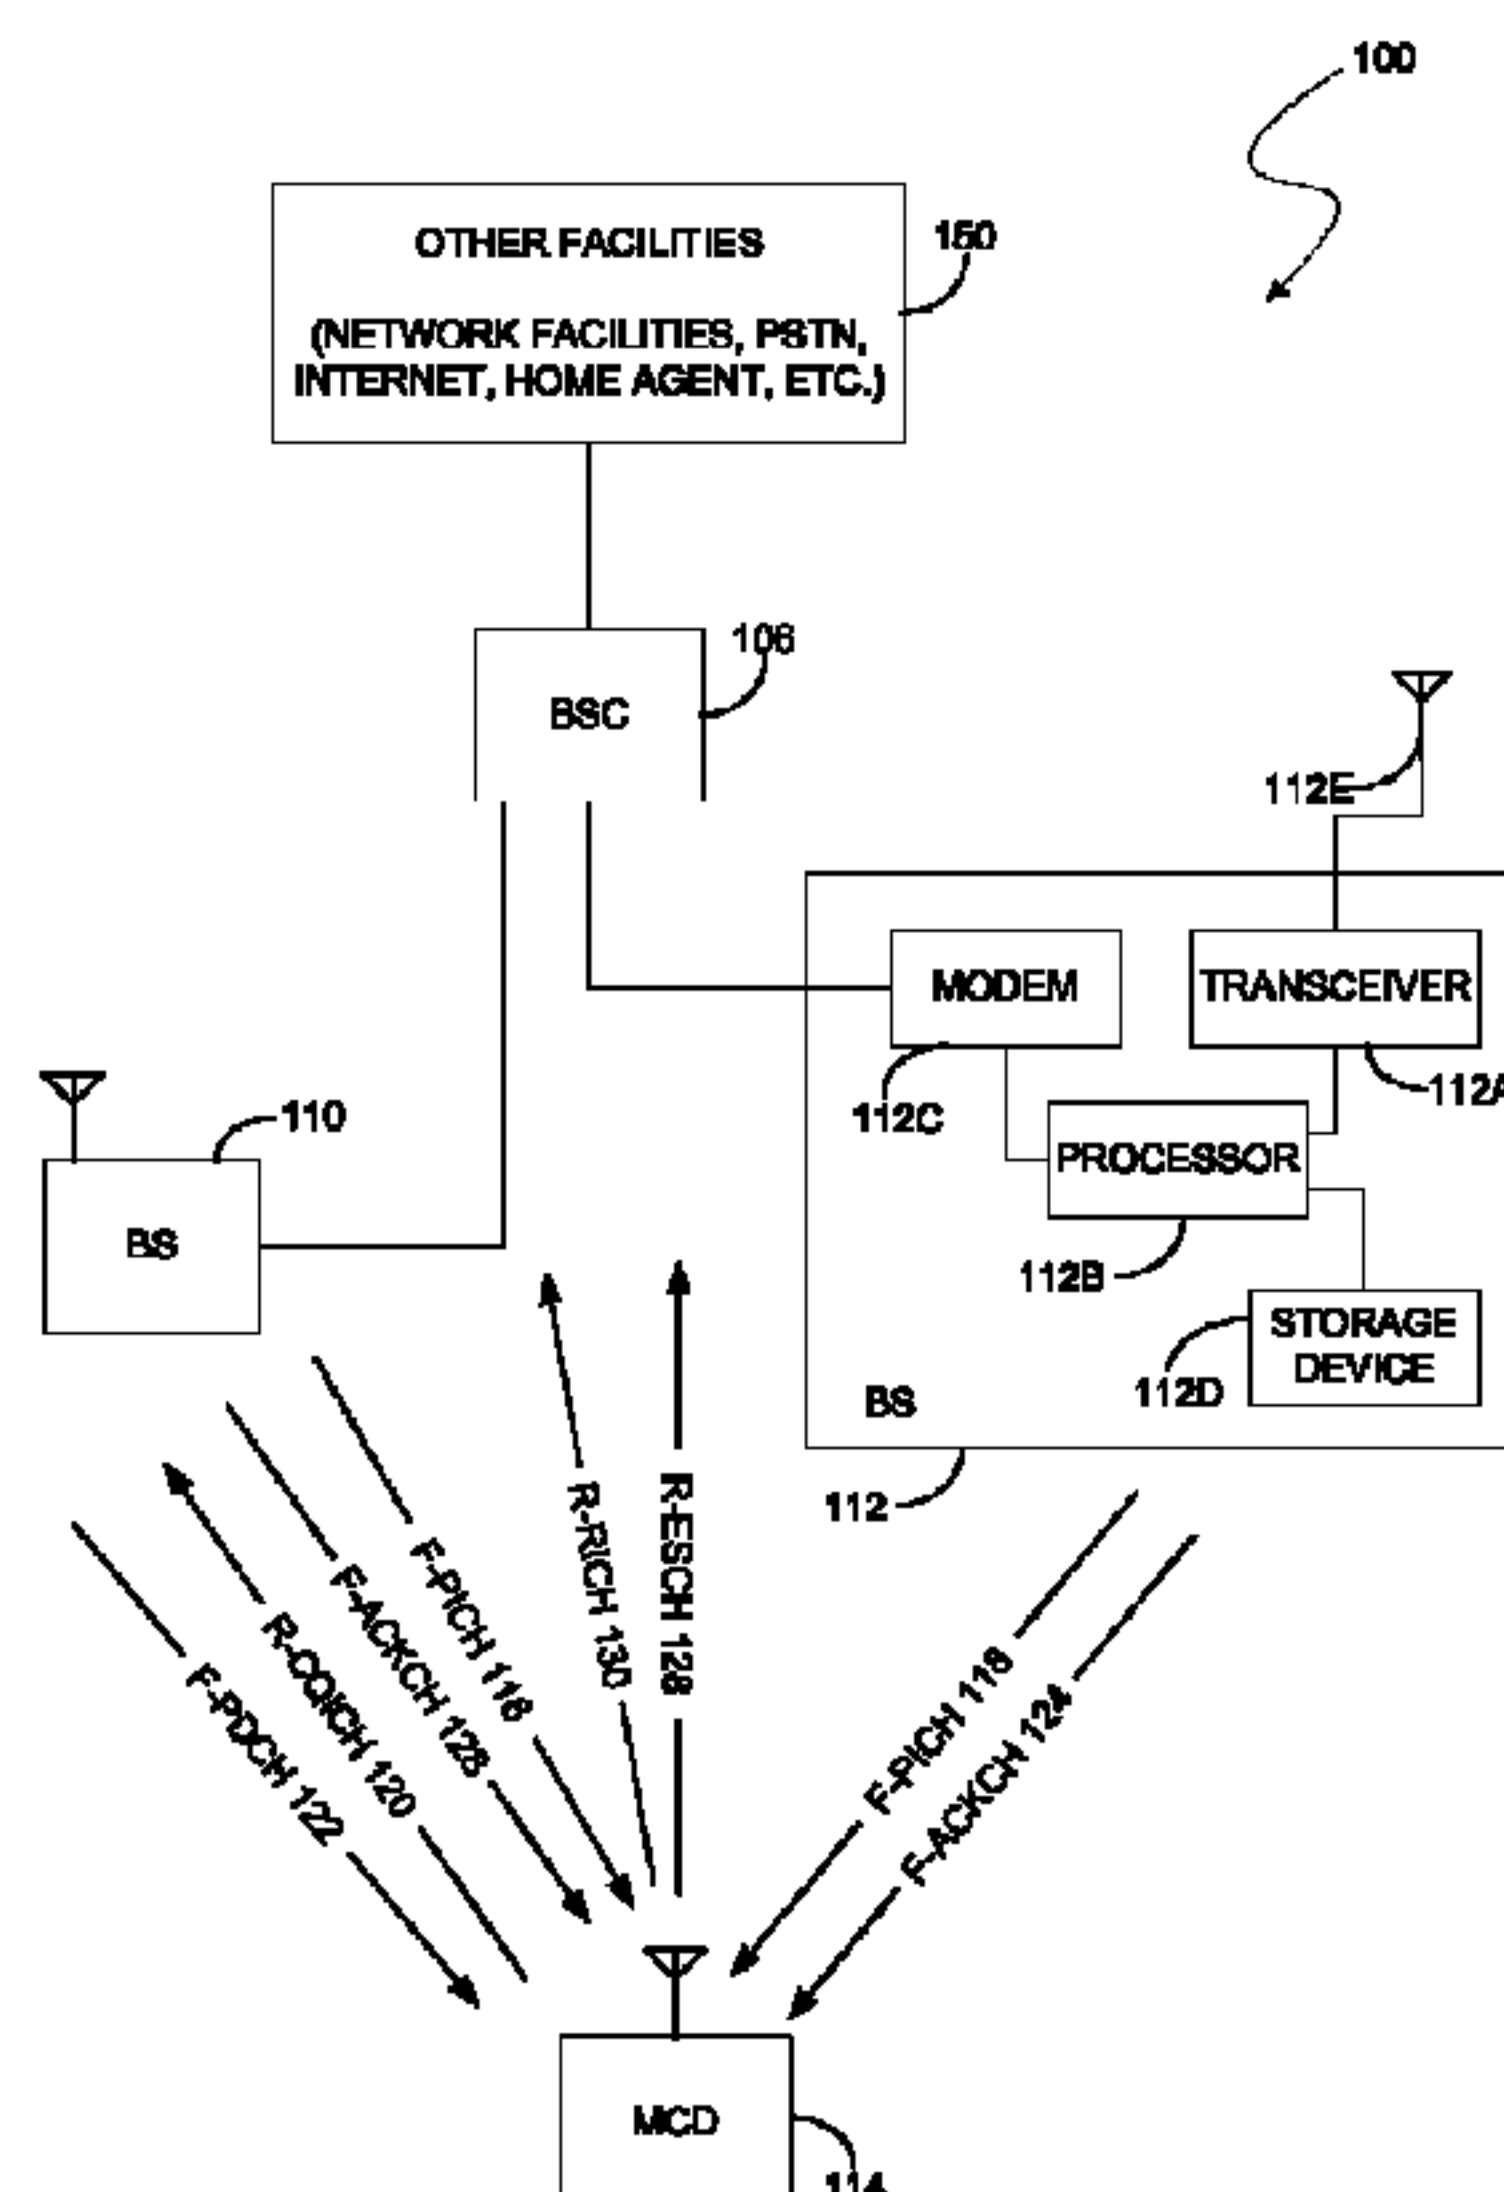 100
OTHER FACILITIES
150
(NETWORK FACILITIES, PSTN,
INTERNET, HOME AGENT, ETC.)
106
BSC
112E
MODEM
TRANSCEIVER
112A
112C
110
PROCESSOR
BS
112B
STORAGE
DEVICE
112D
BS
112
R-RICH 130
R-ESCH 128
F-PICH 116
F-ACKCH
R-CQICH 120
F-PDCH 122
F-PICH 118
F-ACKCH 124
MCD
114